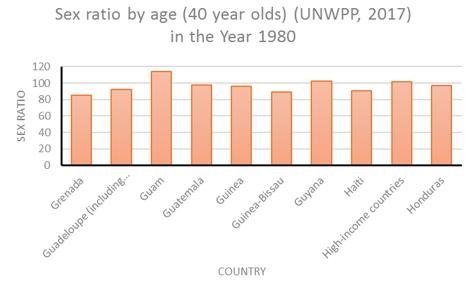 Sex ratio by age (40 year olds) (UNWPP, 2017)
in the Year 1980
SEX RATIO
120
100
80
60
40
20
0
Grenada
Guadeloupe (including...
Guam
Guatemala
Guinea
Guinea-Bissau
Guyana
Haiti
High-income countries
Honduras
COUNTRY